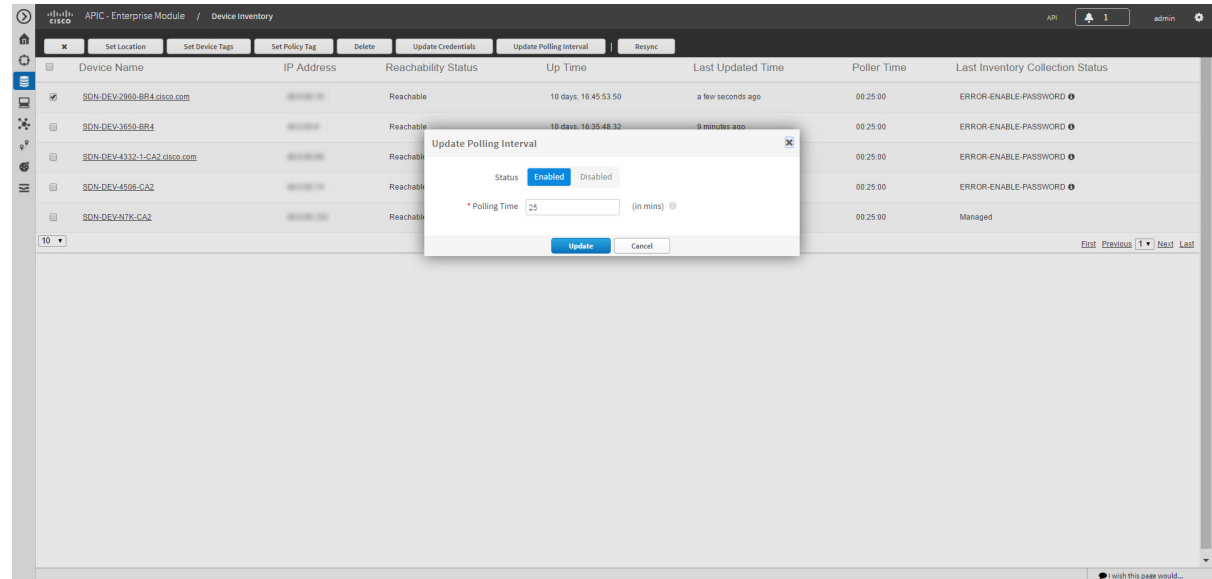 cisco APIC - Enterprise Module / Device Inventory API 1 admin
x Set Location Set Device Tags Set Policy Tag Delete Update Credentials Update Polling Interval | Resync
Device Name IP Address Reachability Status Up Time Last Updated Time Poller Time Last Inventory Collection Status
SDN-DEV-2960-BR4.cisco.com Reachable 10 days, 16:45:53.50 a few seconds ago 00:25:00 ERROR-ENABLE-PASSWORD
SDN-DEV-3650-BR4 Reachable 10 days, 16:35:48.32 9 minutes ago 00:25:00 ERROR-ENABLE-PASSWORD
Update Polling Interval x
SDN-DEV-4332-1-CA2.cisco.com 00:25:00 ERROR-ENABLE-PASSWORD
Status Enabled Disabled
SDN-DEV-4506-CA2 00:25:00 ERROR-ENABLE-PASSWORD
* Polling Time 25 (in mins)
SDN-DEV-N7K-CA2 00:25:00 Managed
10 First Previous 1 Next Last
Update Cancel
I wish this page would...